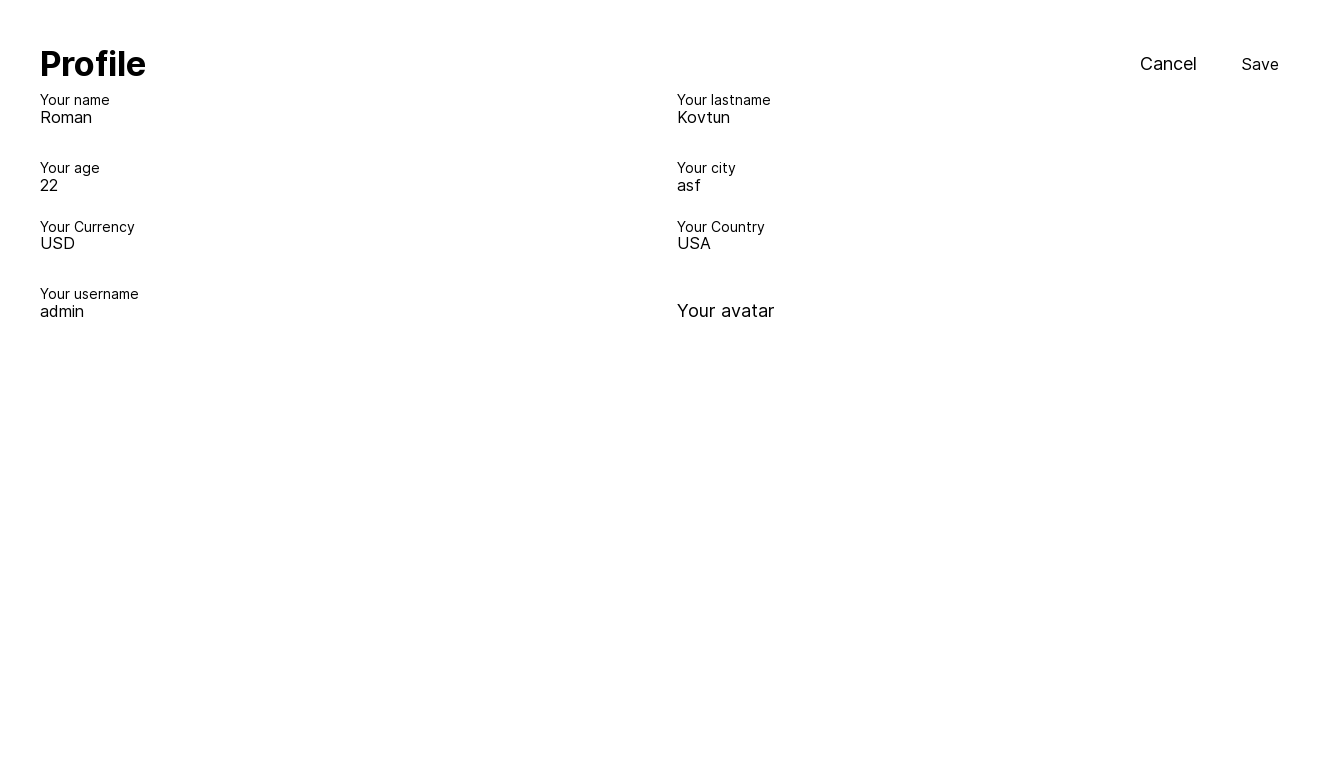 Profile
Cancel
Save
Your name
Roman
Your lastname
Kovtun
Your age
22
Your city
asf
Your Currency
USD
Your Country
USA
Your username
admin
Your avatar